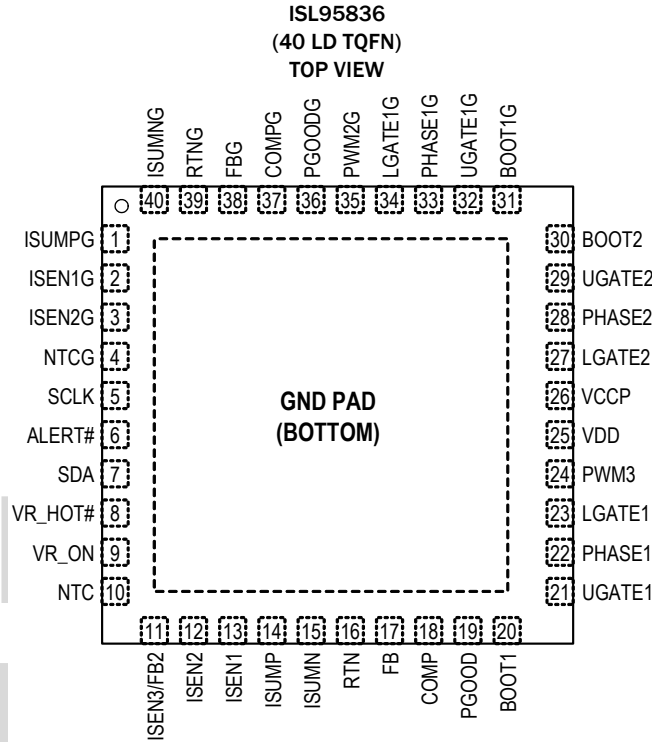 ISL95836
(40 LD TQFN)
TOP VIEW
ISUMNG
RTNG
FBG
COMPG
PGOODG
PWM2G
LGATE1G
PHASE1G
UGATE1G
BOOT1G
40 39 38 37 36 35 34 33 32 31
ISUMPG 1
ISEN1G 2
ISEN2G 3
NTCG 4
SCLK 5
ALERT# 6
SDA 7
VR_HOT# 8
VR_ON 9
NTC 10
GND PAD
(BOTTOM)
30 BOOT2
29 UGATE2
28 PHASE2
27 LGATE2
26 VCCP
25 VDD
24 PWM3
23 LGATE1
22 PHASE1
21 UGATE1
11 12 13 14 15 16 17 18 19 20
ISEN3/FB2
ISEN2
ISEN1
ISUMP
ISUMN
RTN
FB
COMP
PGOOD
BOOT1